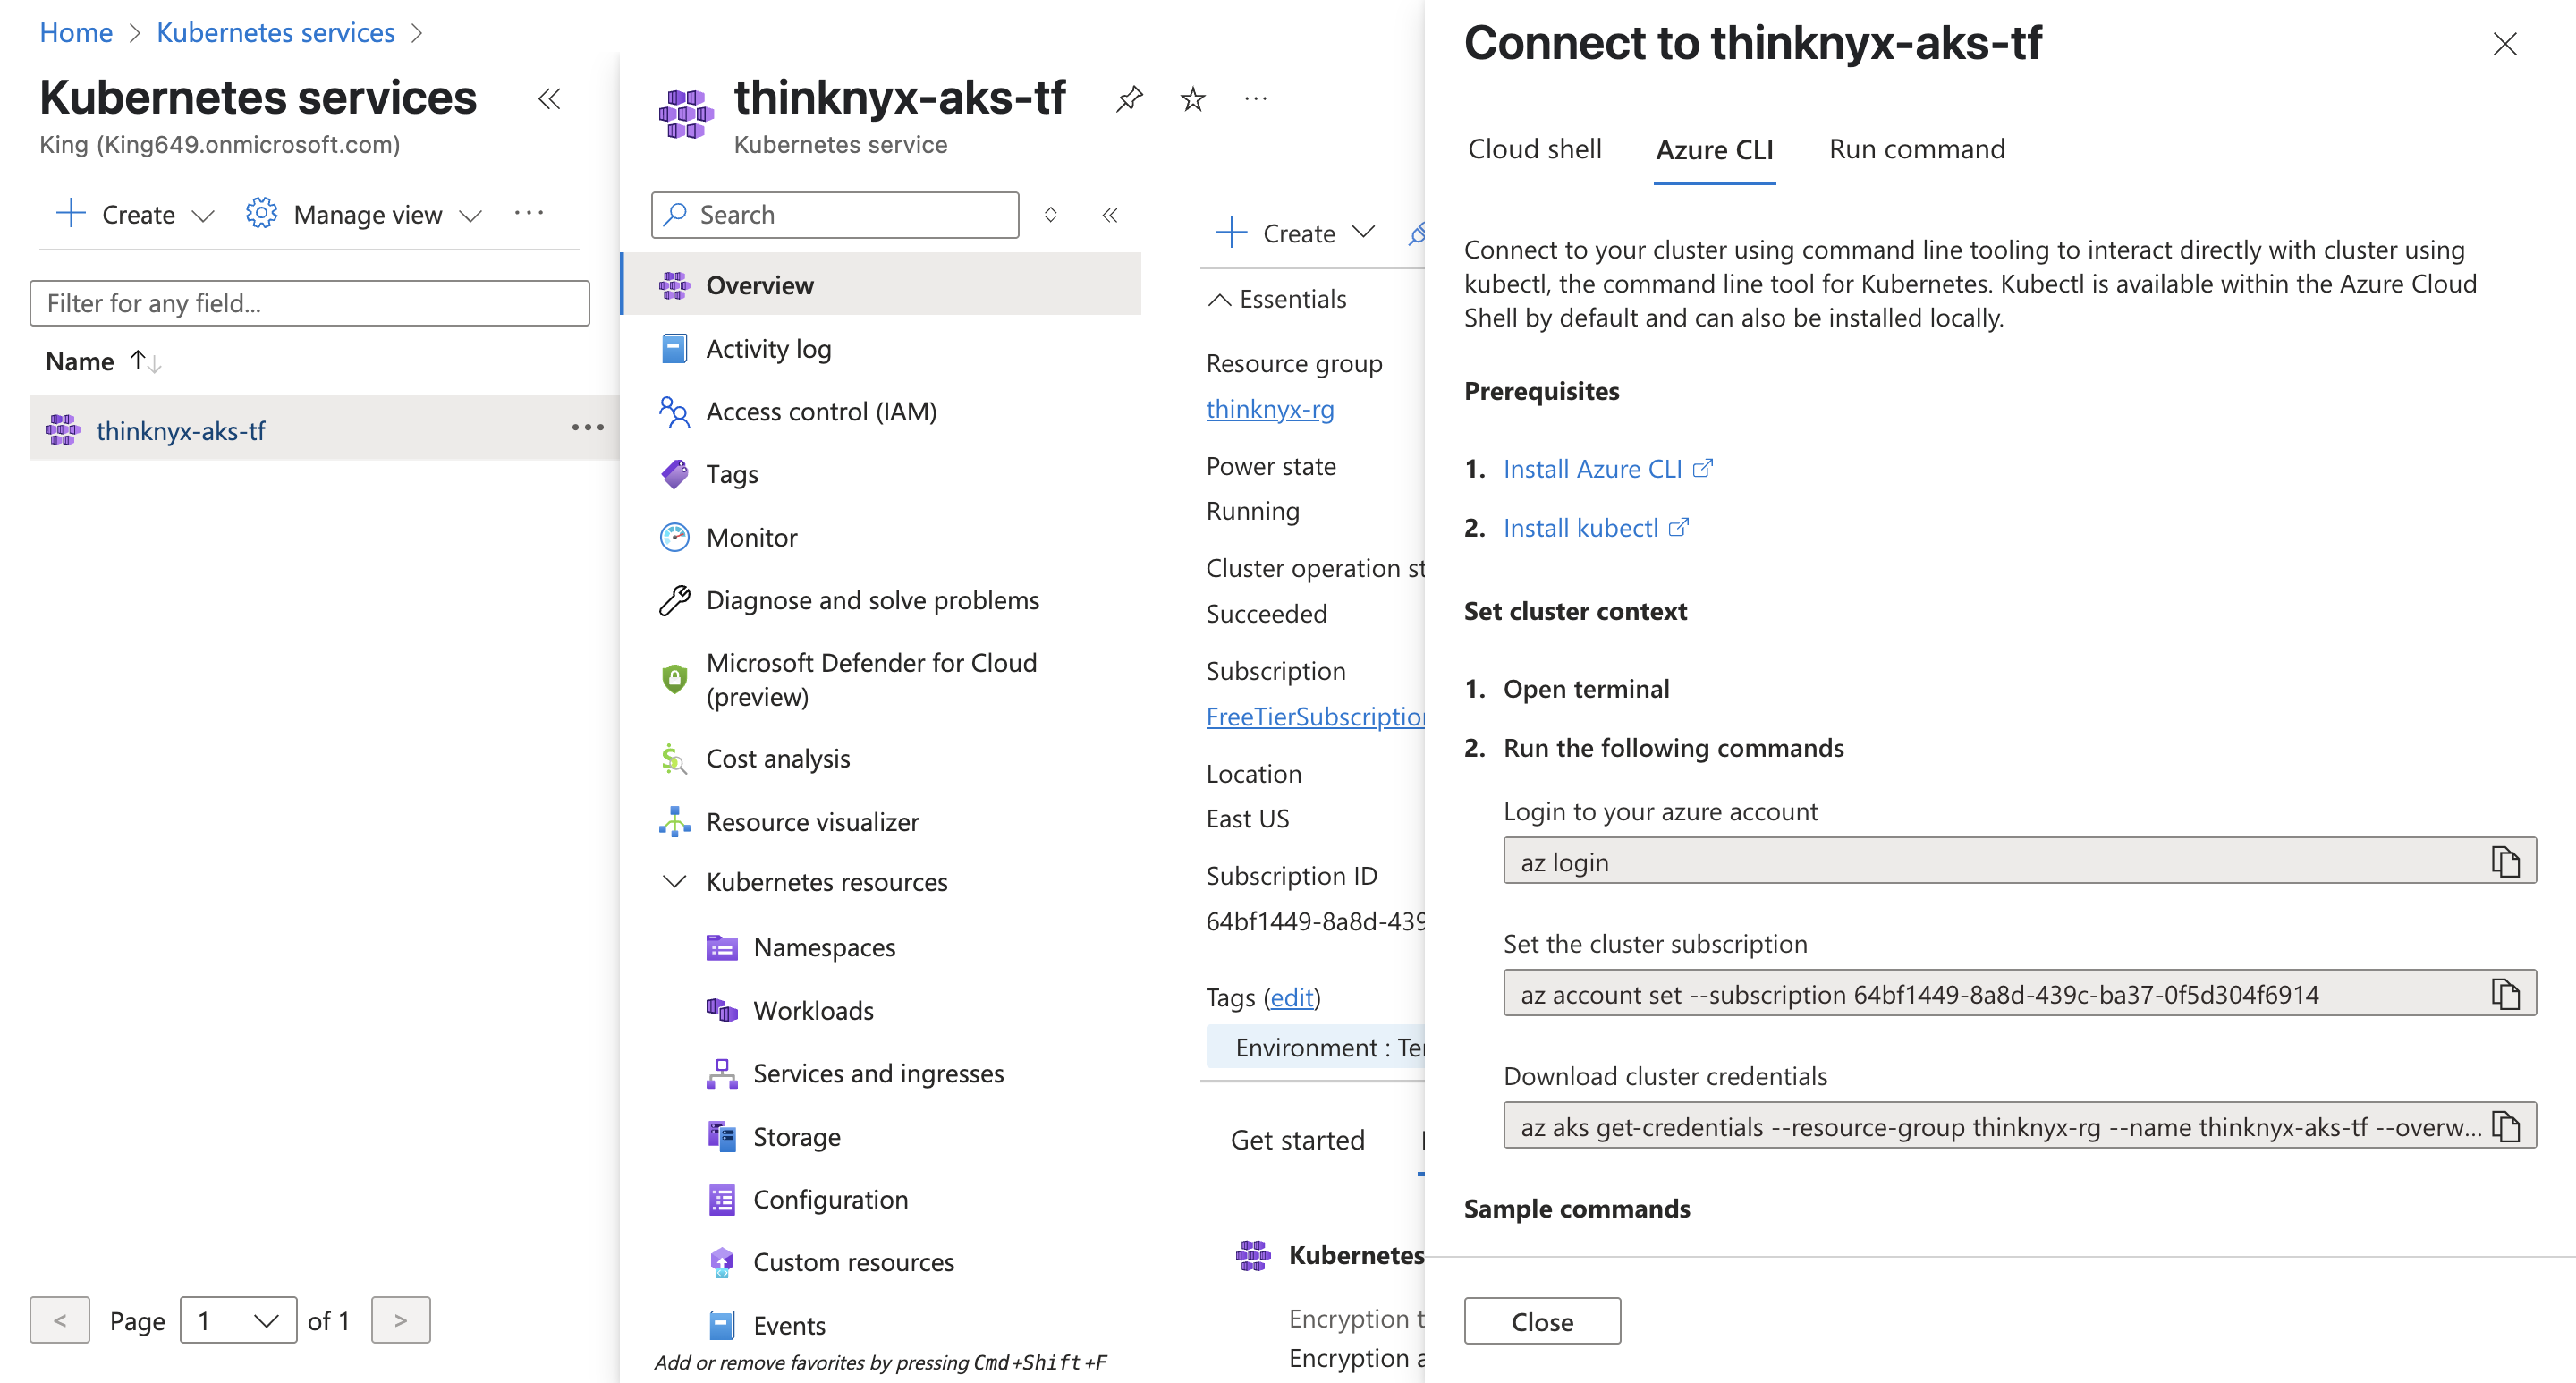 Home > Kubernetes services >
Kubernetes services
King (King649.onmicrosoft.com)
Create
Manage view
Filter for any field...
Name
thinknyx-aks-tf
< Page 1 of 1 >
thinknyx-aks-tf
Kubernetes service
Search
Overview
Activity log
Access control (IAM)
Tags
Monitor
Diagnose and solve problems
Microsoft Defender for Cloud
(preview)
Cost analysis
Resource visualizer
Kubernetes resources
Namespaces
Workloads
Services and ingresses
Storage
Configuration
Custom resources
Events
Add or remove favorites by pressing Cmd+Shift+F
Create
Essentials
Resource group
thinknyx-rg
Power state
Running
Cluster operation st
Succeeded
Subscription
FreeTierSubscription
Location
East US
Subscription ID
64bf1449-8a8d-439
Tags (edit)
Environment : Ter
Get started
Kubernetes
Encryption t
Encryption a
Connect to thinknyx-aks-tf
Cloud shell
Azure CLI
Run command
Connect to your cluster using command line tooling to interact directly with cluster using
kubectl, the command line tool for Kubernetes. Kubectl is available within the Azure Cloud
Shell by default and can also be installed locally.
Prerequisites
1. Install Azure CLI
2. Install kubectl
Set cluster context
1. Open terminal
2. Run the following commands
Login to your azure account
az login
Set the cluster subscription
az account set --subscription 64bf1449-8a8d-439c-ba37-0f5d304f6914
Download cluster credentials
az aks get-credentials --resource-group thinknyx-rg --name thinknyx-aks-tf --overw...
Sample commands
Close